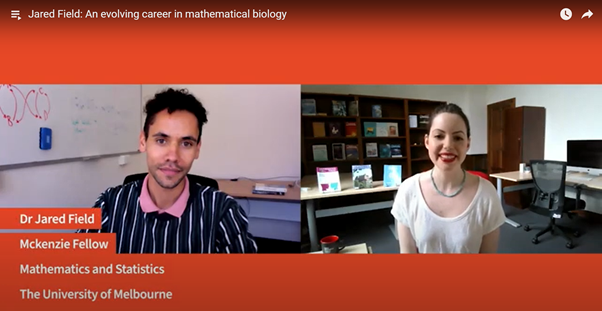 Jared Field: An evolving career in mathematical biology
Dr Jared Field
Mckenzie Fellow
Mathematics and Statistics
The University of Melbourne